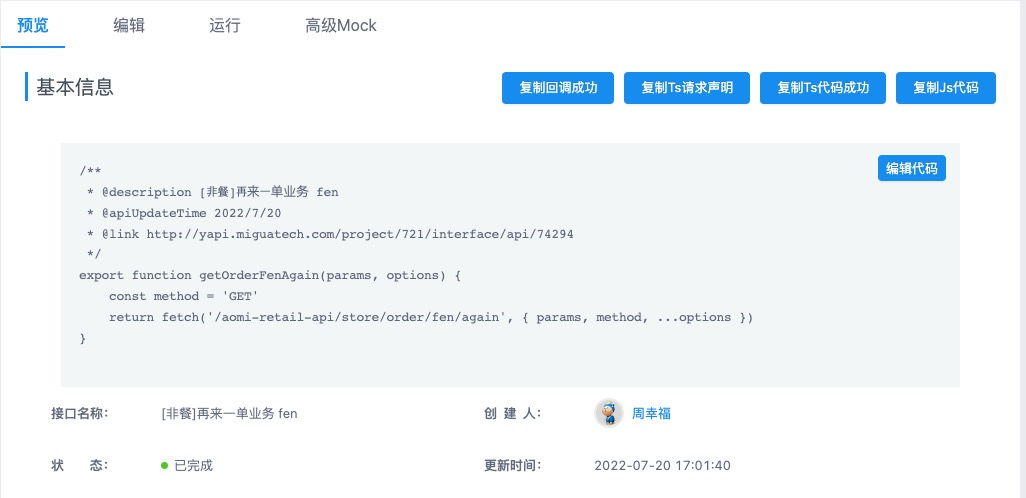 预览 编辑 运行 高级Mock
基本信息 复制回调成功 复制Ts请求声明 复制Ts代码成功 复制Js代码
编辑代码
/**
 * @description [非餐]再来一单业务 fen
 * @apiUpdateTime 2022/7/20
 * @link http://yapi.miguatech.com/project/721/interface/api/74294
 */
export function getOrderFenAgain(params, options) {
    const method = 'GET'
    return fetch('/aomi-retail-api/store/order/fen/again', { params, method, ...options })
}
接口名称: [非餐]再来一单业务 fen 创 建 人: 周幸福
状 态: 已完成 更新时间: 2022-07-20 17:01:40